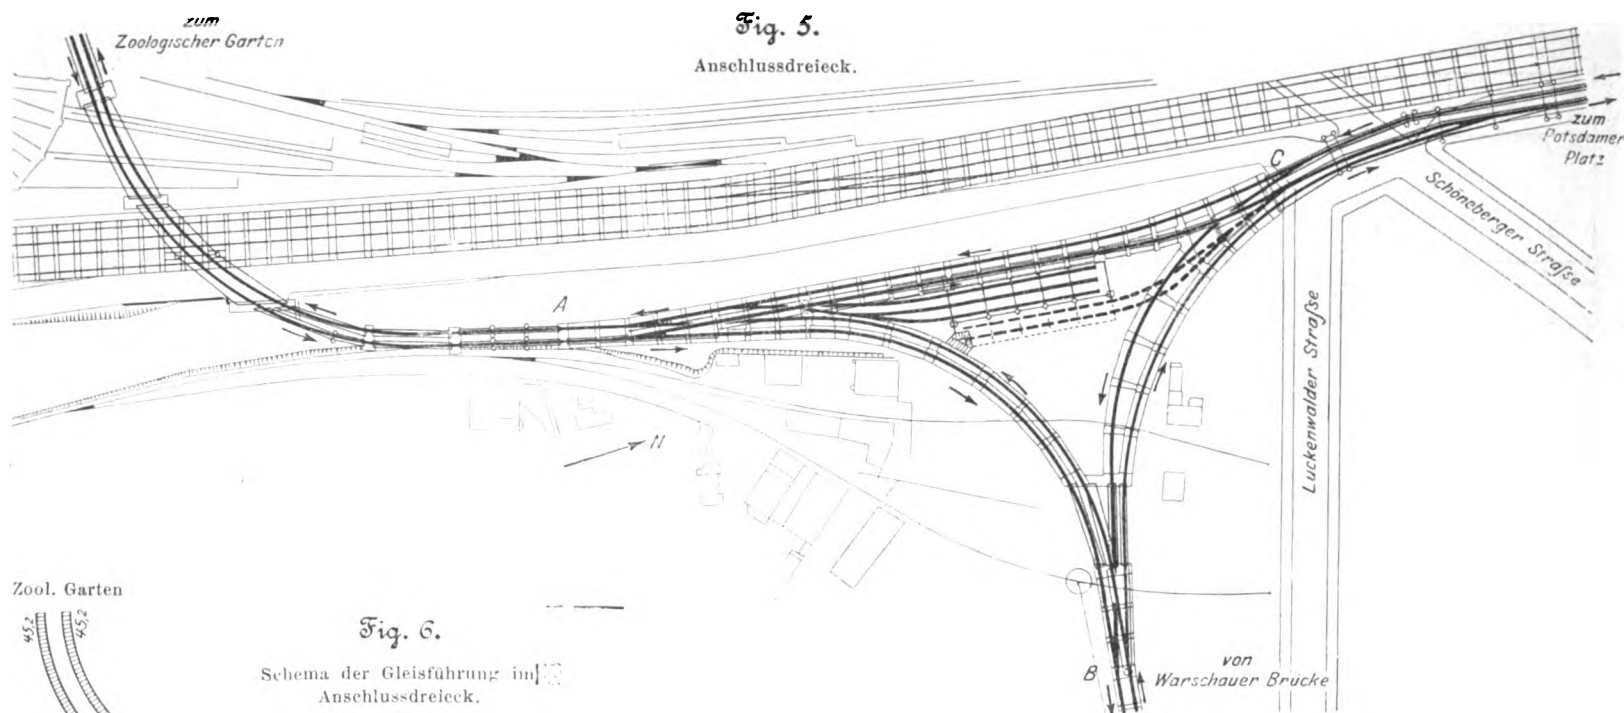 zum
Zoologischer Garten
Fig. 5.
Anschlussdreieck.
zum
Potsdamer
Platz
C
Schöneberger Straße
A
Luckenwalder Straße
N
Zool. Garten
45,2
45,2
Fig. 6.
Schema der Gleisführung im
Anschlussdreieck.
B
von
Warschauer Brücke